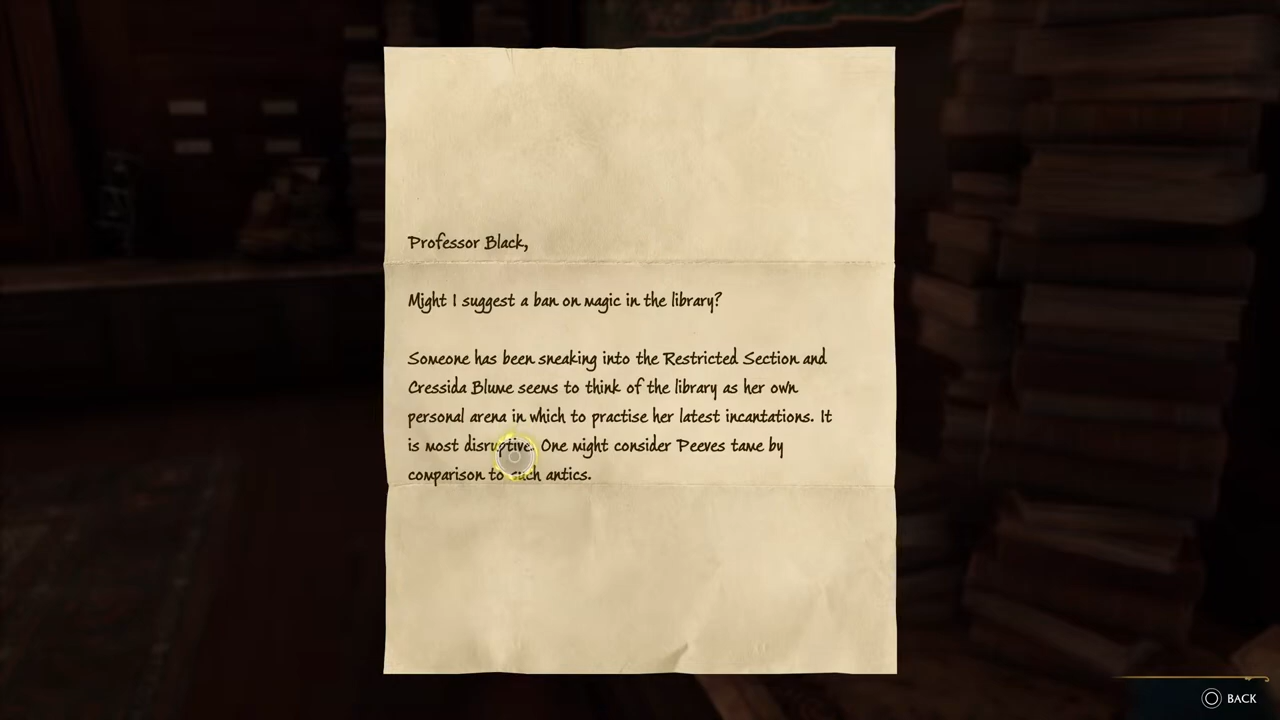 Professor Black,
Might I suggest a ban on magic in the library?
Someone has been sneaking into the Restricted Section and
Cressida Blume seems to think of the library as her own
personal arena in which to practise her latest incantations. It
is most disruptive. One might consider Peeves tame by
comparison to such antics.
BACK